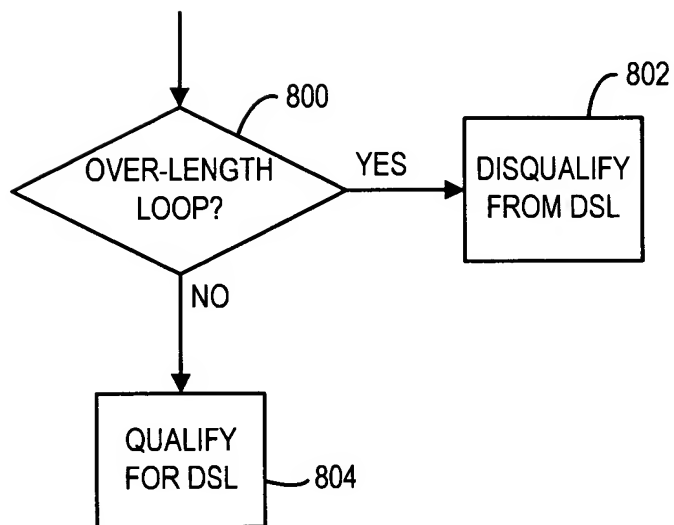 800
OVER-LENGTH
LOOP?
YES
802
DISQUALIFY
FROM DSL
NO
QUALIFY
FOR DSL
804